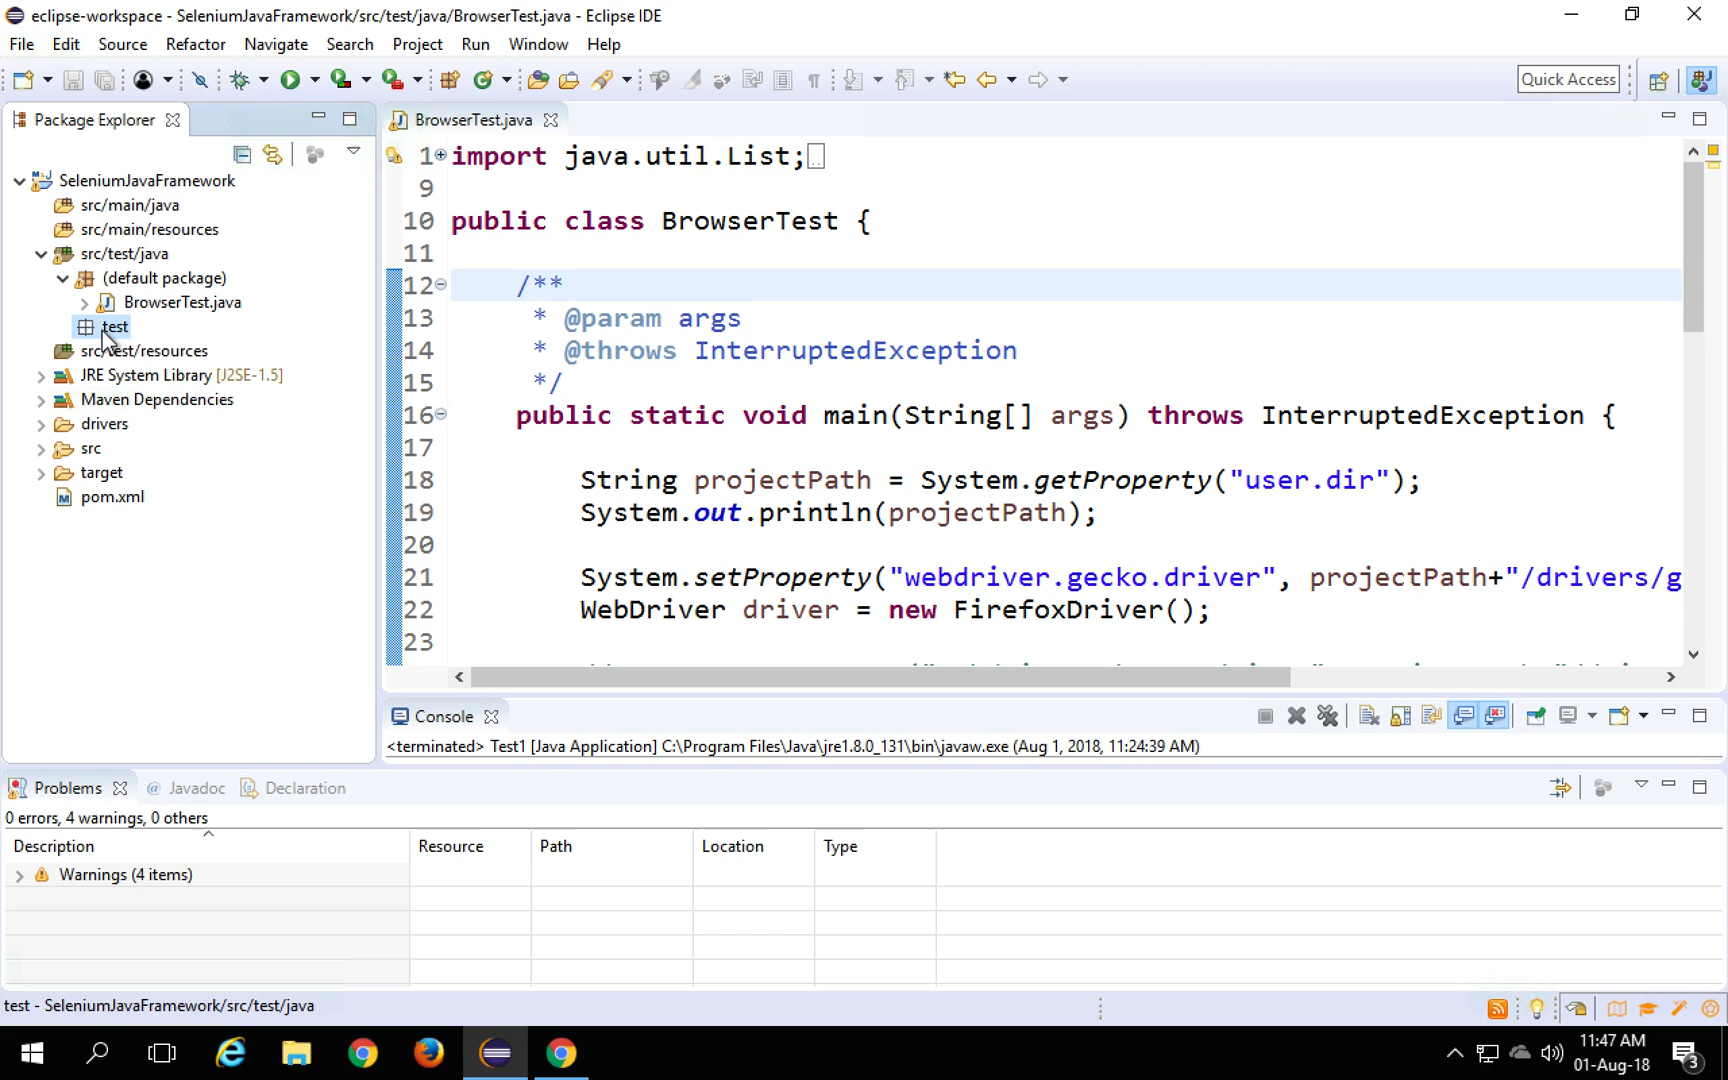 eclipse-workspace - SeleniumJavaFramework/src/test/java/BrowserTest.java - Eclipse IDE
File Edit Source Refactor Navigate Search Project Run Window Help
Quick Access
Package Explorer
SeleniumJavaFramework
src/main/java
src/main/resources
src/test/java
(default package)
BrowserTest.java
test
src/test/resources
JRE System Library [J2SE-1.5]
Maven Dependencies
drivers
src
target
pom.xml
BrowserTest.java
1 import java.util.List;
9
10 public class BrowserTest {
11
12 /**
13 * @param args
14 * @throws InterruptedException
15 */
16 public static void main(String[] args) throws InterruptedException {
17
18 String projectPath = System.getProperty("user.dir");
19 System.out.println(projectPath);
20
21 System.setProperty("webdriver.gecko.driver", projectPath+"/drivers/g
22 WebDriver driver = new FirefoxDriver();
23
Console
<terminated> Test1 [Java Application] C:\Program Files\Java\jre1.8.0_131\bin\javaw.exe (Aug 1, 2018, 11:24:39 AM)
Problems @ Javadoc Declaration
0 errors, 4 warnings, 0 others
Description Resource Path Location Type
Warnings (4 items)
test - SeleniumJavaFramework/src/test/java
11:47 AM
01-Aug-18
3